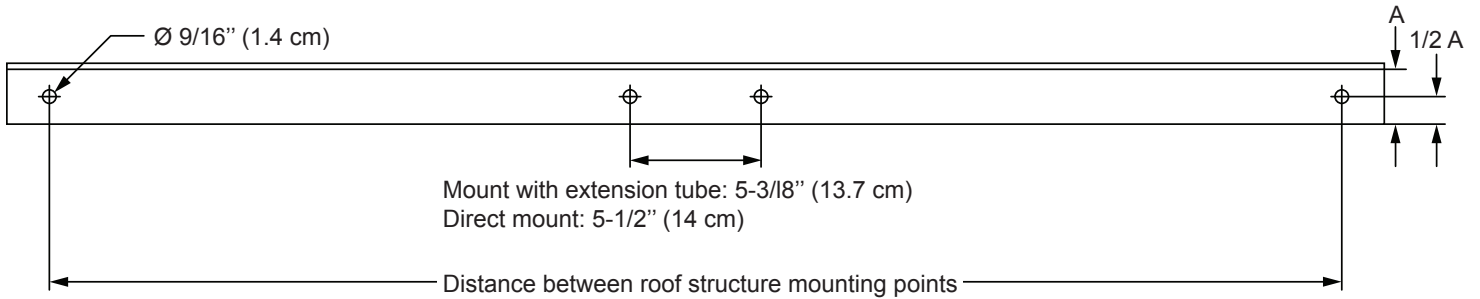 A
Ø 9/16’’ (1.4 cm)
1/2 A
Mount with extension tube: 5-3/l8’’ (13.7 cm)
Direct mount: 5-1/2’’ (14 cm)
Distance between roof structure mounting points